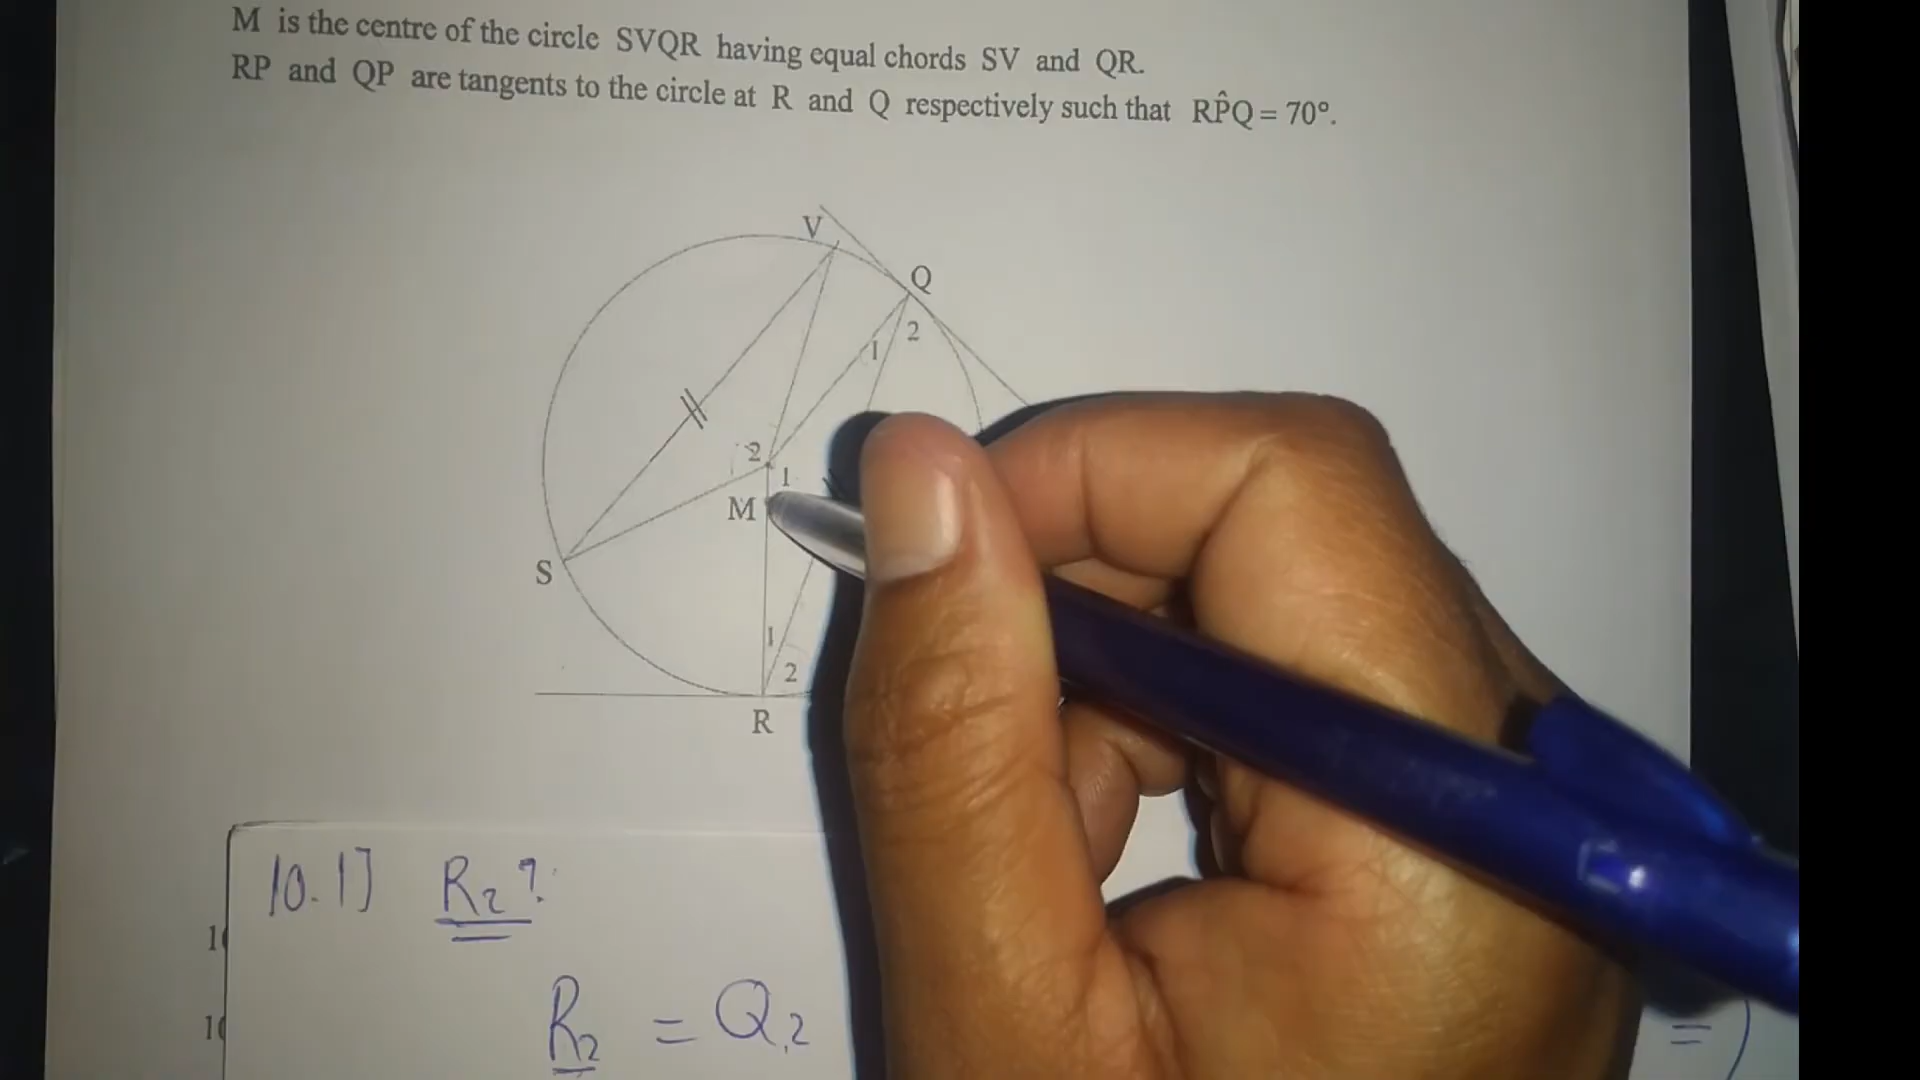 M is the centre of the circle SVQR having equal chords SV and QR.
RP and QP are tangents to the circle at R and Q respectively such that RP̂Q = 70°.
V
Q
2
1
2
1
M
S
1
2
R
10.1] R₂?
R₂ = Q₂ =)